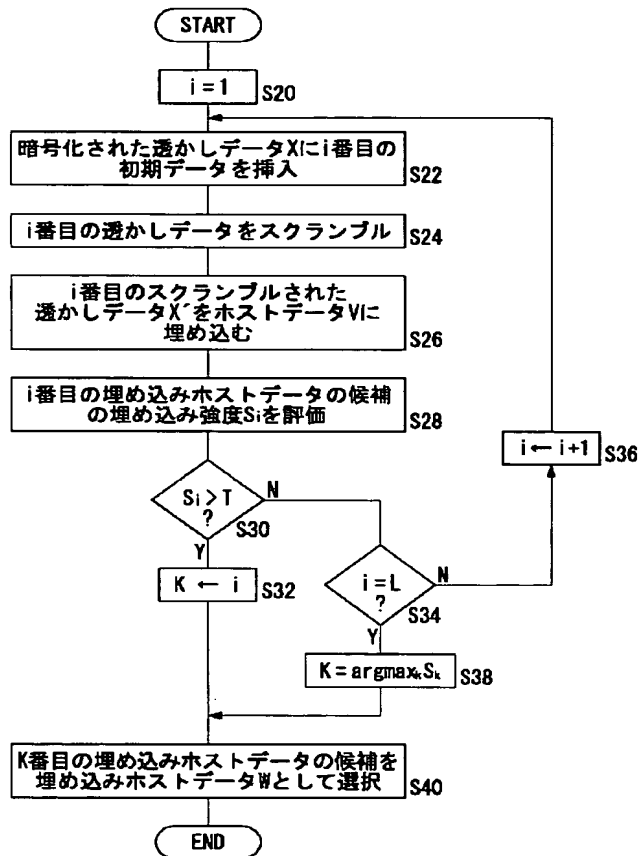 START
i=1
S20
暗号化された透かしデータXにi番目の
初期データを挿入
S22
i番目の透かしデータをスクランブル
S24
i番目のスクランブルされた
透かしデータX´をホストデータVに
埋め込む
S26
i番目の埋め込みホストデータの候補
の埋め込み強度Siを評価
S28
i←i+1
S36
Si>T
?
N
S30
Y
K ← i
S32
i=L
?
N
S34
Y
K=argmaxkSk
S38
K番目の埋め込みホストデータの候補を
埋め込みホストデータWとして選択
S40
END